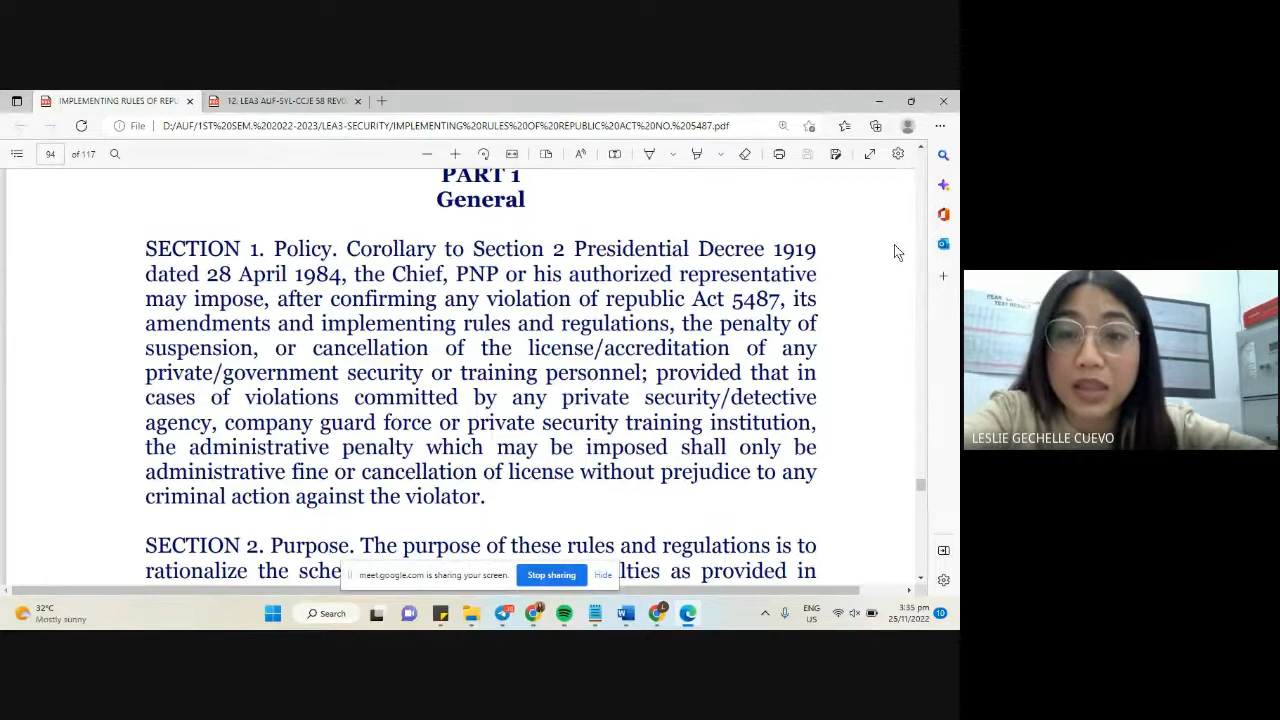 IMPLEMENTING RULES OF REPU
12. LEA3 AUF-SYL-CCJE 58 REV0
File
D:/AUF/1ST%20SEM.%202022-2023/LEA3-SECURITY/IMPLEMENTING%20RULES%20OF%20REPUBLIC%20ACT%20NO.%205487.pdf
94 of 117
PART 1
General
SECTION 1. Policy. Corollary to Section 2 Presidential Decree 1919
dated 28 April 1984, the Chief, PNP or his authorized representative
may impose, after confirming any violation of republic Act 5487, its
amendments and implementing rules and regulations, the penalty of
suspension, or cancellation of the license/accreditation of any
private/government security or training personnel; provided that in
cases of violations committed by any private security/detective
agency, company guard force or private security training institution,
the administrative penalty which may be imposed shall only be
administrative fine or cancellation of license without prejudice to any
criminal action against the violator.
SECTION 2. Purpose. The purpose of these rules and regulations is to
rationalize the sche
lties as provided in
meet.google.com is sharing your screen.
Stop sharing
Hide
LESLIE GECHELLE CUEVO
TEST RESULT
32°C
Mostly sunny
Search
ENG
US
3:35 pm
25/11/2022
10